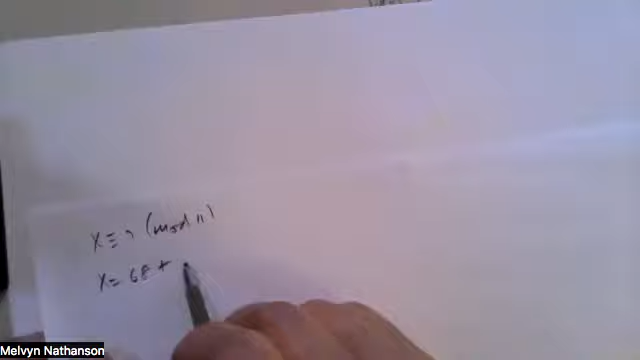 x ≡ (mod 11)
x = 68 +
Melvyn Nathanson